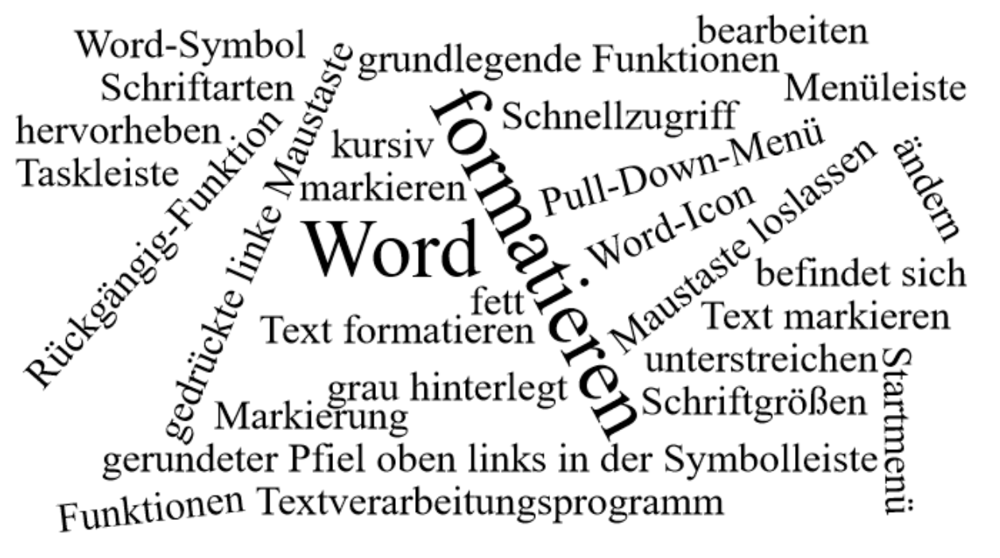 bearbeiten
Word-Symbol
grundlegende Funktionen
Schriftarten
Menüleiste
Schnellzugriff
hervorheben
kursiv
Taskleiste
markieren
Rückgängig-Funktion
gedrückte linke Maustaste
formatieren
Pull-Down-Menü
Word-Icon
Maustaste loslassen
ändern
Word
befindet sich
fett
Text markieren
Text formatieren
unterstreichen
grau hinterlegt
Schriftgrößen
Markierung
Startmenü
gerundeter Pfiel oben links in der Symbolleiste
Funktionen
Textverarbeitungsprogramm